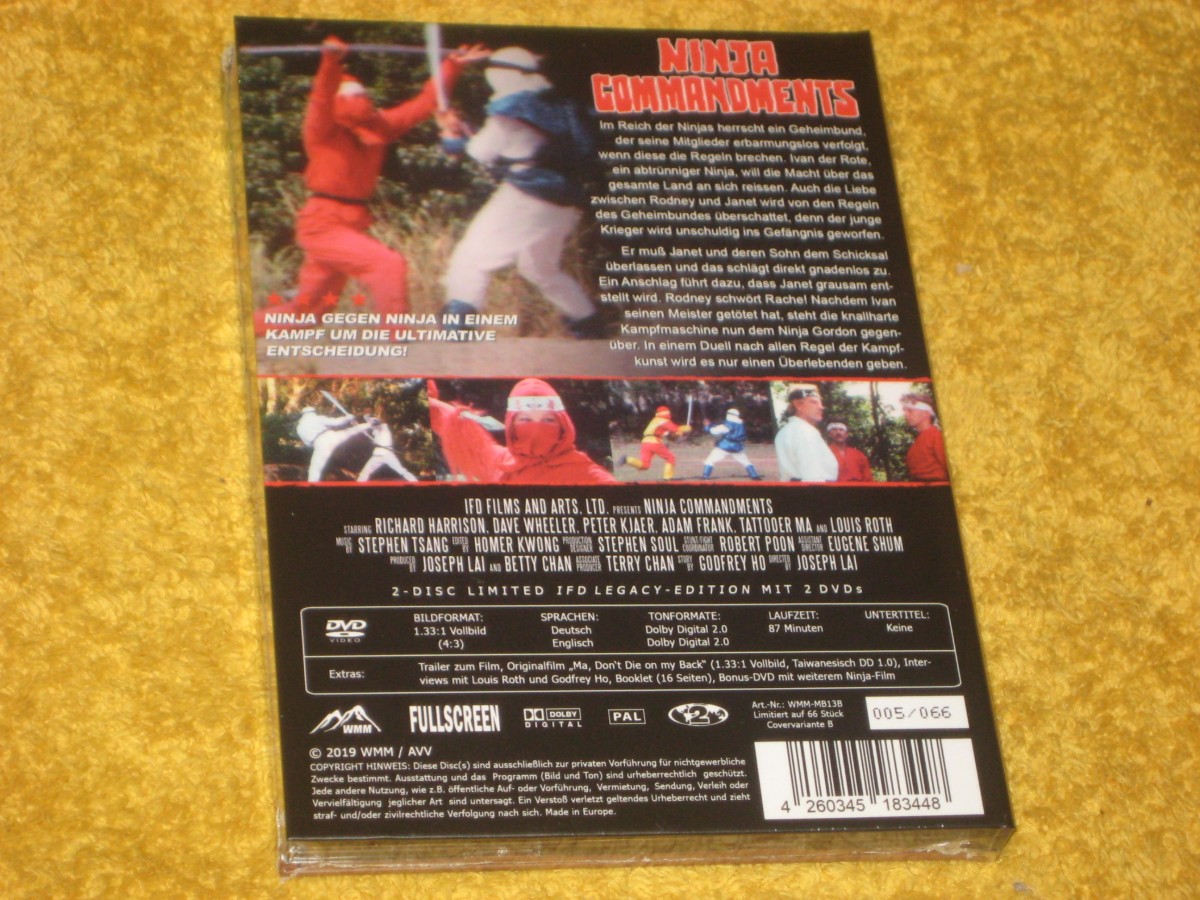 NINJA
COMMANDMENTS
Im Reich der Ninjas herrscht ein Geheimbund,
der seine Mitglieder erbarmungslos verfolgt,
wenn diese die Regeln brechen. Ivan der Rote,
ein abtrünniger Ninja, will die Macht über das
gesamte Land an sich reissen. Auch die Liebe
zwischen Rodney und Janet wird von den Regeln
des Geheimbundes überschattet, denn der junge
Krieger wird unschuldig ins Gefängnis geworfen.
Er muß Janet und deren Sohn dem Schicksal
überlassen und das schlägt direkt gnadenlos zu.
Ein Anschlag führt dazu, dass Janet grausam ent-
stellt wird. Rodney schwört Rache! Nachdem Ivan
seinen Meister getötet hat, steht die knallharte
Kampfmaschine nun dem Ninja Gordon gegen-
über. In einem Duell nach allen Regel der Kampf-
kunst wird es nur einen Überlebenden geben.
NINJA GEGEN NINJA IN EINEM
KAMPF UM DIE ULTIMATIVE
ENTSCHEIDUNG!
IFD FILMS AND ARTS, LTD. PRESENTS NINJA COMMANDMENTS
STARRING RICHARD HARRISON, DAVE WHEELER, PETER KJAER, ADAM FRANK, TATTOOER MA AND LOUIS ROTH
MUSIC BY STEPHEN TSANG EDITED BY HOMER KWONG PRODUCTION DESIGNER STEPHEN SOUL STUNT/FIGHT COORDINATOR ROBERT POON ASSISTANT DIRECTOR EUGENE SHUM
PRODUCED BY JOSEPH LAI AND BETTY CHAN ASSOCIATE PRODUCER TERRY CHAN STORY BY GODFREY HO DIRECTED BY JOSEPH LAI
2-DISC LIMITED IFD LEGACY-EDITION MIT 2 DVDs
DVD VIDEO
BILDFORMAT: SPRACHEN: TONFORMATE: LAUFZEIT: UNTERTITEL:
1.33:1 Vollbild Deutsch Dolby Digital 2.0 87 Minuten Keine
(4:3) Englisch Dolby Digital 2.0
Extras: Trailer zum Film, Originalfilm „Ma, Don't Die on my Back" (1.33:1 Vollbild, Taiwanesisch DD 1.0), Inter-
views mit Louis Roth und Godfrey Ho, Booklet (16 Seiten), Bonus-DVD mit weiterem Ninja-Film
WMM FULLSCREEN DOLBY DIGITAL PAL 2
Art.-Nr.: WMM-MB13B
Limitiert auf 66 Stück
Covervariante B
005/066
© 2019 WMM / AVV
COPYRIGHT HINWEIS: Diese Disc(s) sind ausschließlich zur privaten Vorführung für nichtgewerbliche
Zwecke bestimmt. Ausstattung und das Programm (Bild und Ton) sind urheberrechtlich geschützt.
Jede andere Nutzung, wie z.B. öffentliche Auf- oder Vorführung, Vermietung, Sendung, Verleih oder
Vervielfältigung jeglicher Art sind untersagt. Ein Verstoß verletzt geltendes Urheberrecht und zieht
straf- und/oder zivilrechtliche Verfolgung nach sich. Made in Europe.
4 260345 183448